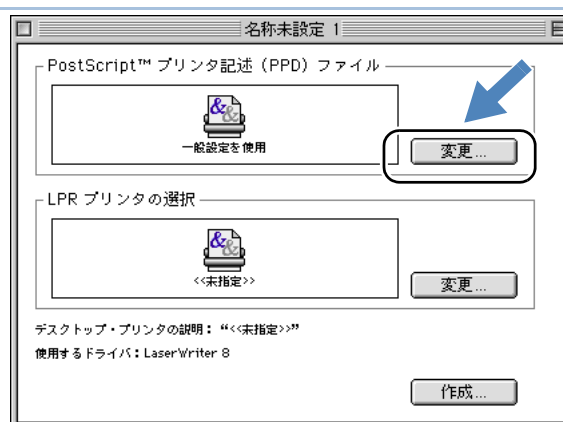 名称未設定 1
PostScript™ プリンタ記述（PPD）ファイル
一般設定を使用
変更...
LPR プリンタの選択
<<未指定>>
変更...
デスクトップ・プリンタの説明： “<<未指定>>”
使用するドライバ：LaserWriter 8
作成...